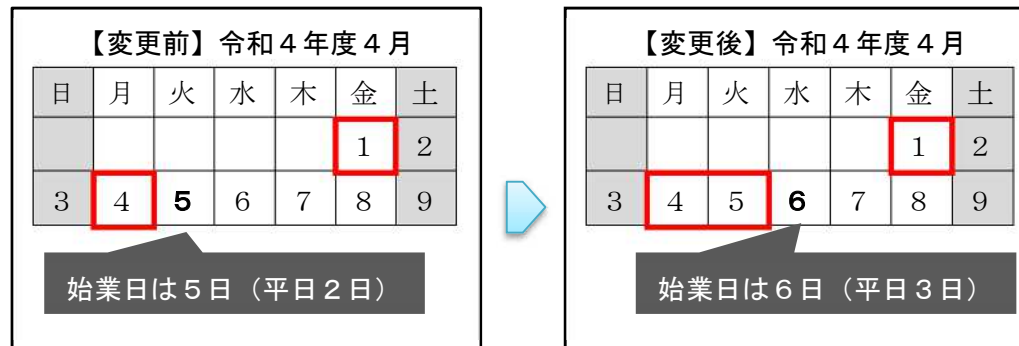 【変更前】令和４年度４月
日 月 火 水 木 金 土
1 2
3 4 5 6 7 8 9
始業日は５日（平日２日）
【変更後】令和４年度４月
日 月 火 水 木 金 土
1 2
3 4 5 6 7 8 9
始業日は６日（平日３日）